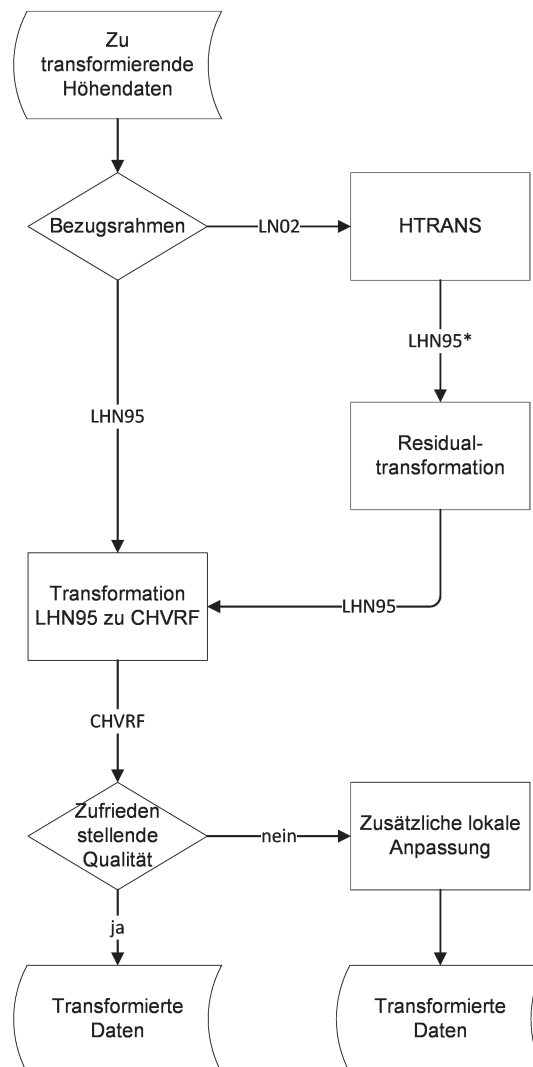 Zu
transformierende
Höhendaten
Bezugsrahmen
LN02
HTRANS
LHN95*
LHN95
Residual-
transformation
Transformation
LHN95 zu CHVRF
LHN95
CHVRF
Zufrieden
stellende
Qualität
nein
Zusätzliche lokale
Anpassung
ja
Transformierte
Daten
Transformierte
Daten